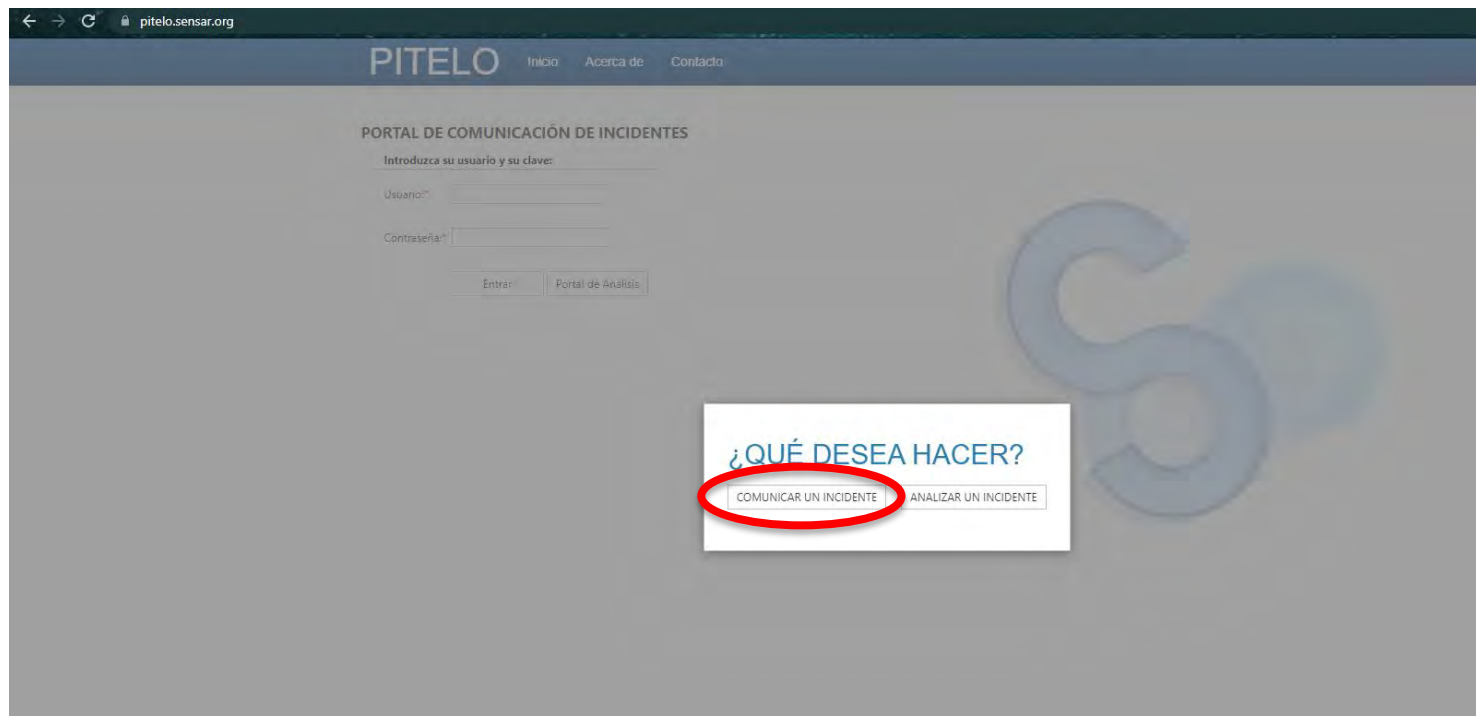 pitelo.sensar.org
PITELO Inicio Acerca de Contacto
PORTAL DE COMUNICACIÓN DE INCIDENTES
Introduzca su usuario y su clave:
Usuario:*
Contraseña:*
Entrar Portal de Análisis
¿QUÉ DESEA HACER?
COMUNICAR UN INCIDENTE ANALIZAR UN INCIDENTE